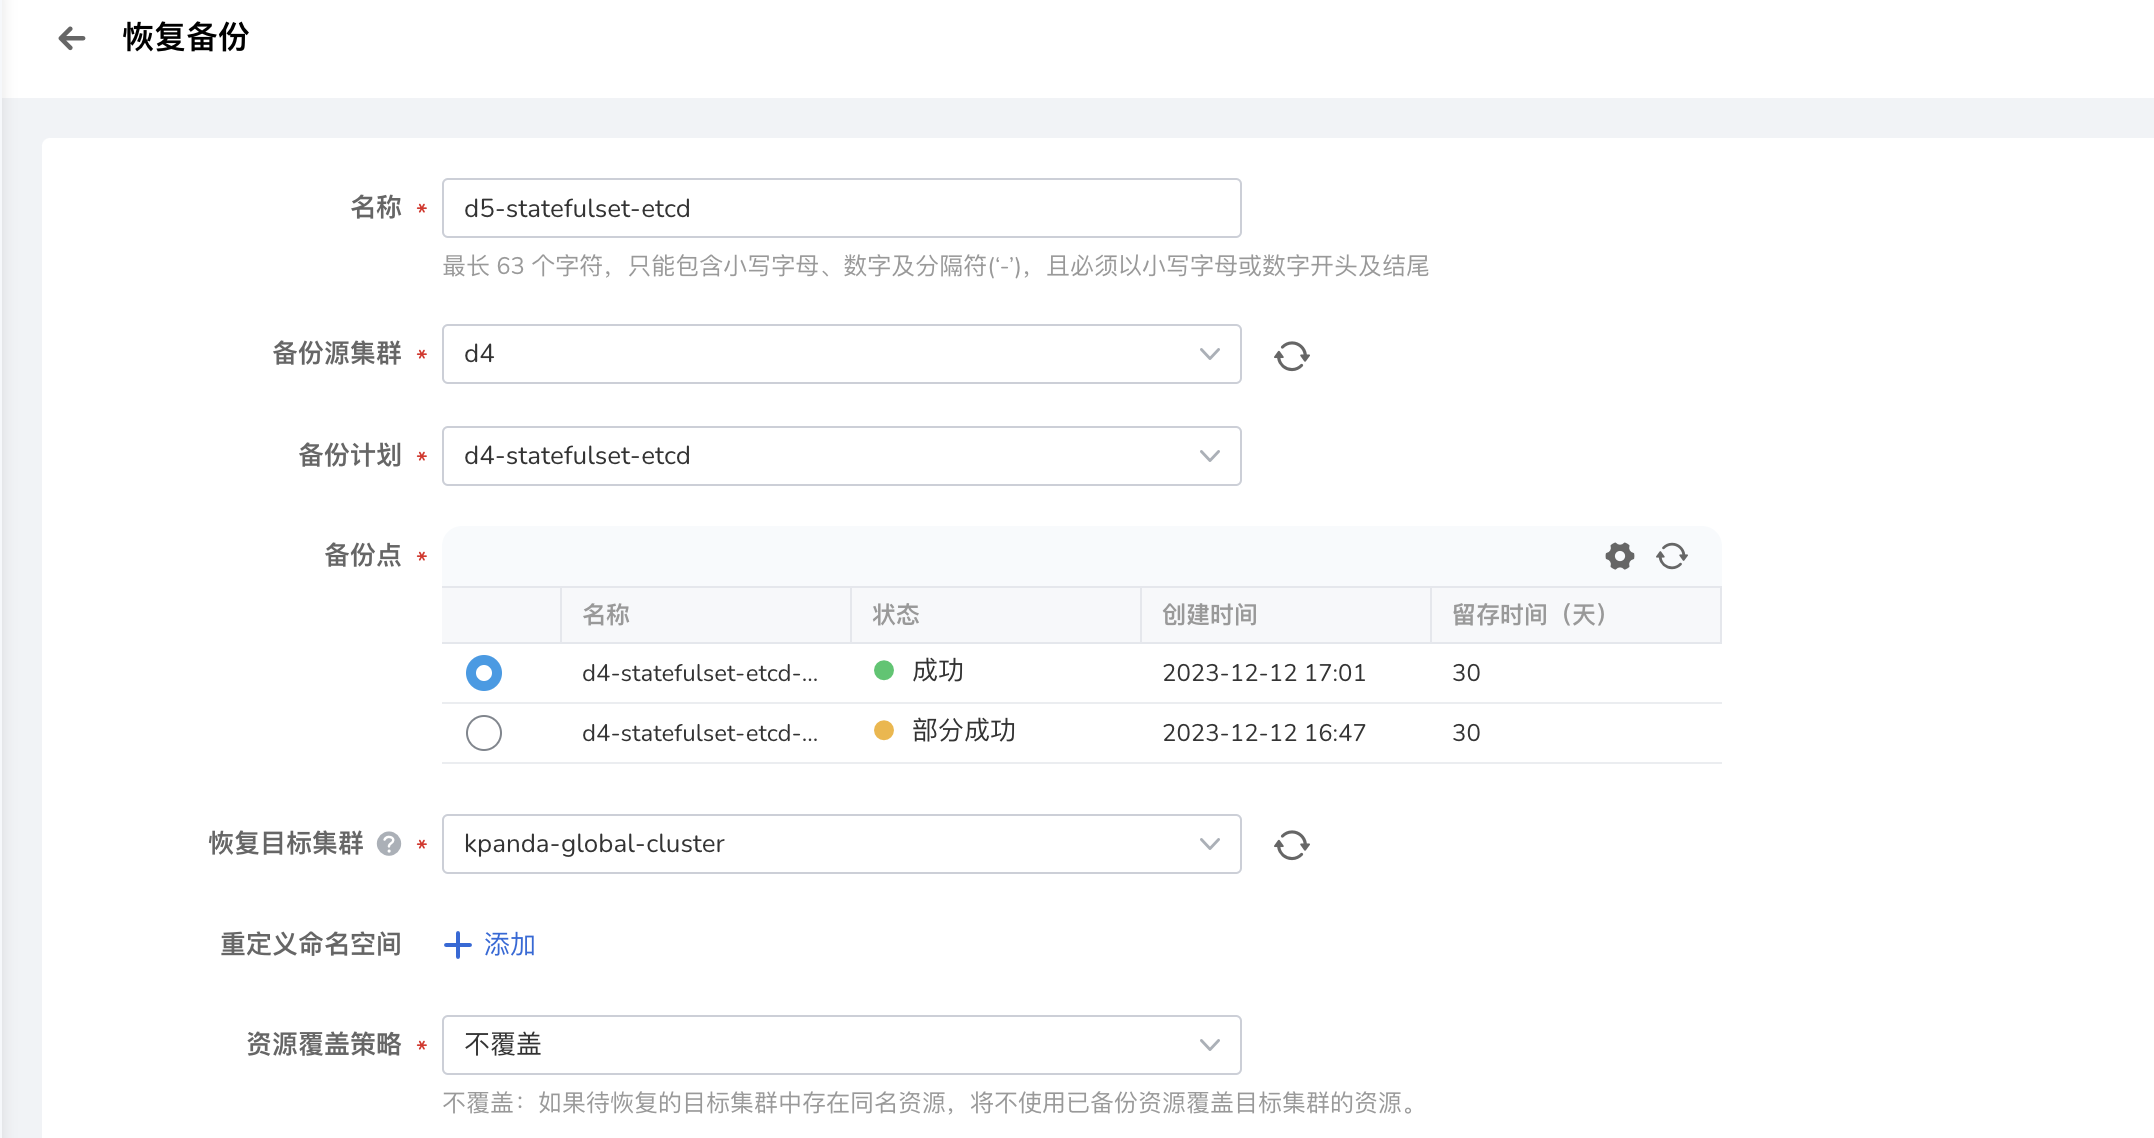 恢复备份
名称 *
d5-statefulset-etcd
最长 63 个字符，只能包含小写字母、数字及分隔符('-')，且必须以小写字母或数字开头及结尾
备份源集群 *
d4
备份计划 *
d4-statefulset-etcd
备份点 *
名称 状态 创建时间 留存时间（天）
d4-statefulset-etcd-... 成功 2023-12-12 17:01 30
d4-statefulset-etcd-... 部分成功 2023-12-12 16:47 30
恢复目标集群 ? *
kpanda-global-cluster
重定义命名空间
添加
资源覆盖策略 *
不覆盖
不覆盖：如果待恢复的目标集群中存在同名资源，将不使用已备份资源覆盖目标集群的资源。